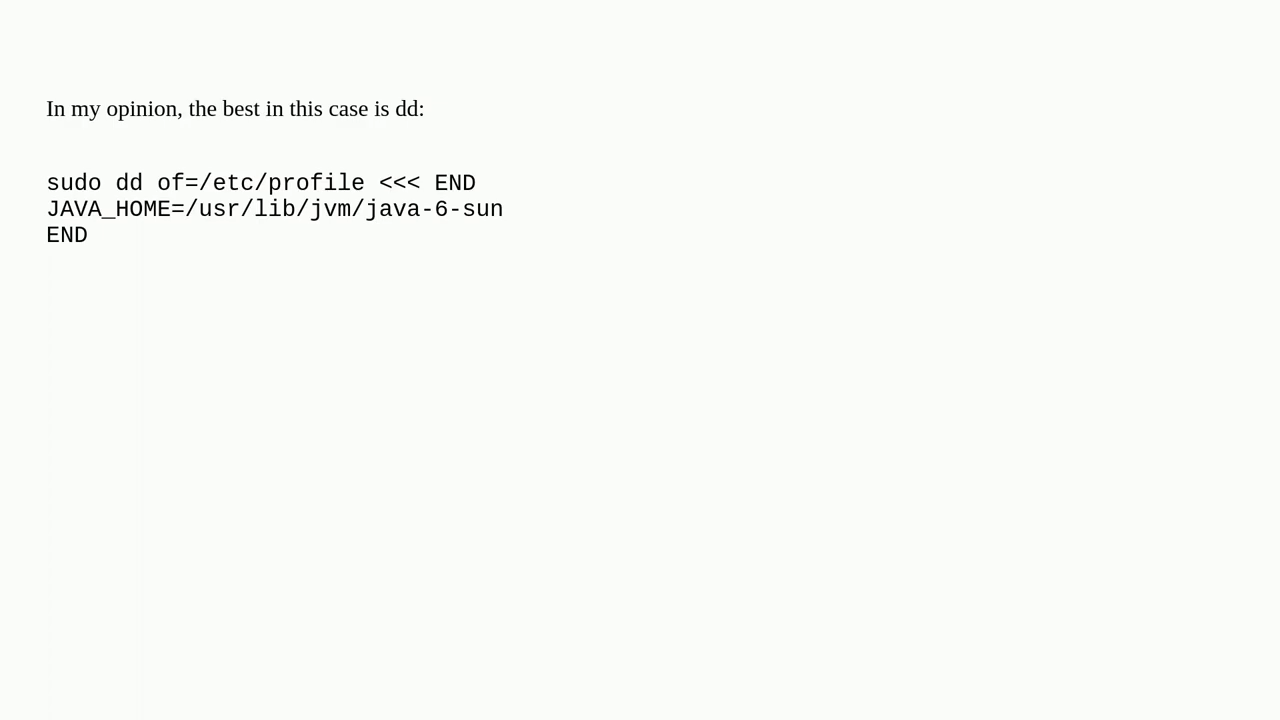 In my opinion, the best in this case is dd:
sudo dd of=/etc/profile <<< END
JAVA_HOME=/usr/lib/jvm/java-6-sun
END